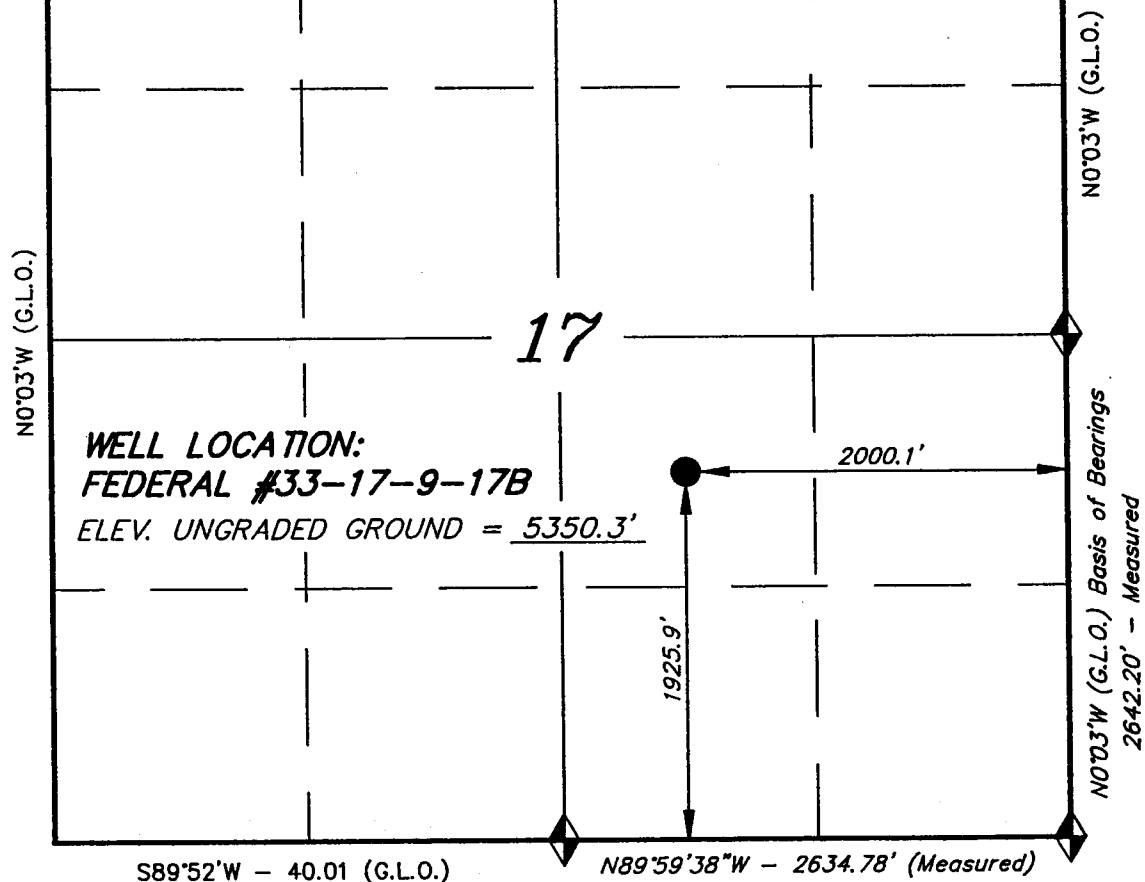 N0°03'W (G.L.O.)
N0°03'W (G.L.O.)
17
WELL LOCATION:
FEDERAL #33-17-9-17B
ELEV. UNGRADED GROUND = 5350.3'
2000.1'
1925.9'
N0°03'W (G.L.O.) Basis of Bearings
2642.20' - Measured
S89°52'W - 40.01 (G.L.O.)
N89°59'38"W - 2634.78' (Measured)